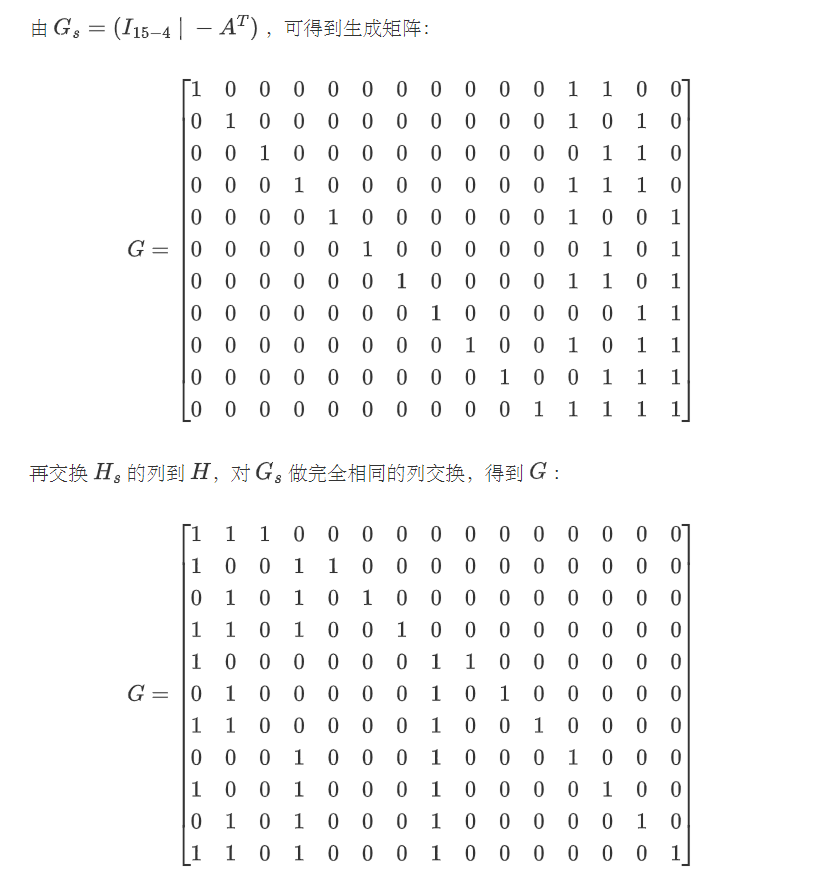 由 G_s = (I_{15−4} | − A^T) ，可得到生成矩阵：
1 0 0 0 0 0 0 0 0 0 0 1 1 0 0
0 1 0 0 0 0 0 0 0 0 0 1 0 1 0
0 0 1 0 0 0 0 0 0 0 0 0 1 1 0
0 0 0 1 0 0 0 0 0 0 0 1 1 1 0
0 0 0 0 1 0 0 0 0 0 0 1 0 0 1
G = 0 0 0 0 0 1 0 0 0 0 0 0 1 0 1
0 0 0 0 0 0 1 0 0 0 0 1 1 0 1
0 0 0 0 0 0 0 1 0 0 0 0 0 1 1
0 0 0 0 0 0 0 0 1 0 0 1 0 1 1
0 0 0 0 0 0 0 0 0 1 0 0 1 1 1
0 0 0 0 0 0 0 0 0 0 1 1 1 1 1
再交换 H_s 的列到 H，对 G_s 做完全相同的列交换，得到 G：
1 1 1 0 0 0 0 0 0 0 0 0 0 0 0
1 0 0 1 1 0 0 0 0 0 0 0 0 0 0
0 1 0 1 0 1 0 0 0 0 0 0 0 0 0
1 1 0 1 0 0 1 0 0 0 0 0 0 0 0
1 0 0 0 0 0 0 1 1 0 0 0 0 0 0
G = 0 1 0 0 0 0 0 1 0 1 0 0 0 0 0
1 1 0 0 0 0 0 1 0 0 1 0 0 0 0
0 0 0 1 0 0 0 1 0 0 0 1 0 0 0
1 0 0 1 0 0 0 1 0 0 0 0 1 0 0
0 1 0 1 0 0 0 1 0 0 0 0 0 1 0
1 1 0 1 0 0 0 1 0 0 0 0 0 0 1